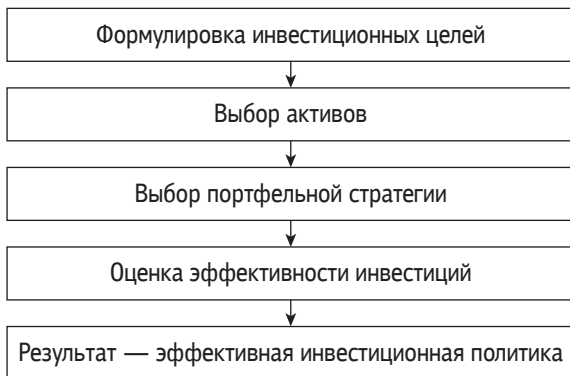 Формулировка инвестиционных целей
Выбор активов
Выбор портфельной стратегии
Оценка эффективности инвестиций
Результат — эффективная инвестиционная политика